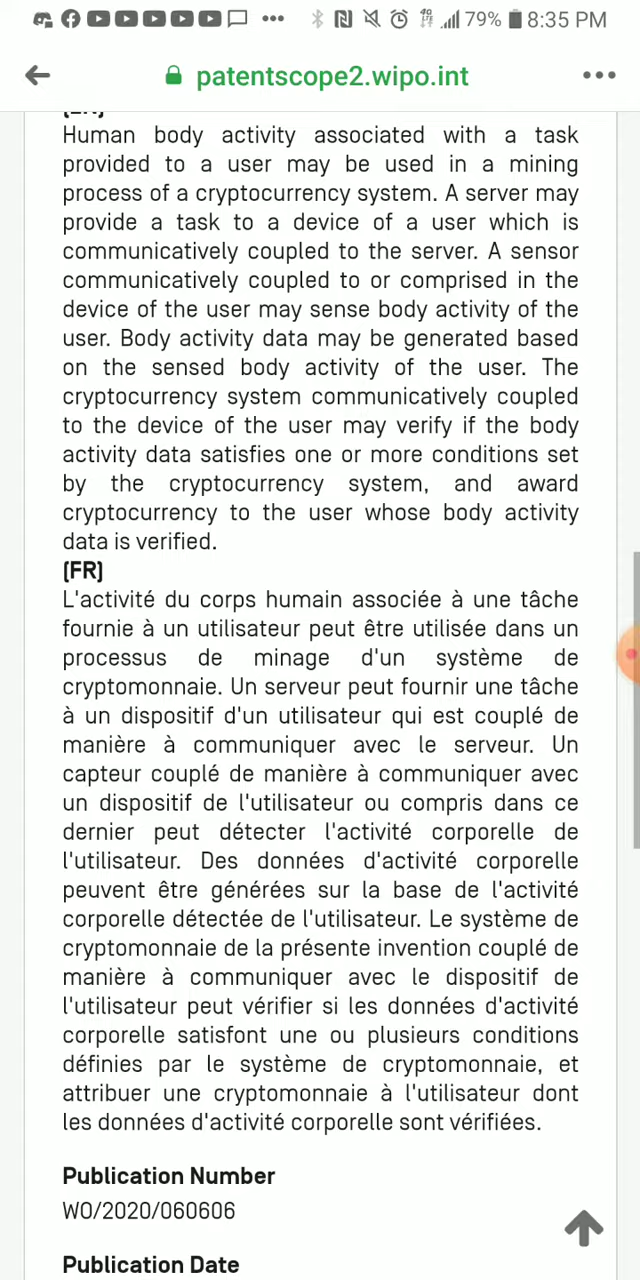 79% 8:35 PM
patentscope2.wipo.int
Human body activity associated with a task
provided to a user may be used in a mining
process of a cryptocurrency system. A server may
provide a task to a device of a user which is
communicatively coupled to the server. A sensor
communicatively coupled to or comprised in the
device of the user may sense body activity of the
user. Body activity data may be generated based
on the sensed body activity of the user. The
cryptocurrency system communicatively coupled
to the device of the user may verify if the body
activity data satisfies one or more conditions set
by the cryptocurrency system, and award
cryptocurrency to the user whose body activity
data is verified.
(FR)
L'activité du corps humain associée à une tâche
fournie à un utilisateur peut être utilisée dans un
processus de minage d'un système de
cryptomonnaie. Un serveur peut fournir une tâche
à un dispositif d'un utilisateur qui est couplé de
manière à communiquer avec le serveur. Un
capteur couplé de manière à communiquer avec
un dispositif de l'utilisateur ou compris dans ce
dernier peut détecter l'activité corporelle de
l'utilisateur. Des données d'activité corporelle
peuvent être générées sur la base de l'activité
corporelle détectée de l'utilisateur. Le système de
cryptomonnaie de la présente invention couplé de
manière à communiquer avec le dispositif de
l'utilisateur peut vérifier si les données d'activité
corporelle satisfont une ou plusieurs conditions
définies par le système de cryptomonnaie, et
attribuer une cryptomonnaie à l'utilisateur dont
les données d'activité corporelle sont vérifiées.
Publication Number
WO/2020/060606
Publication Date